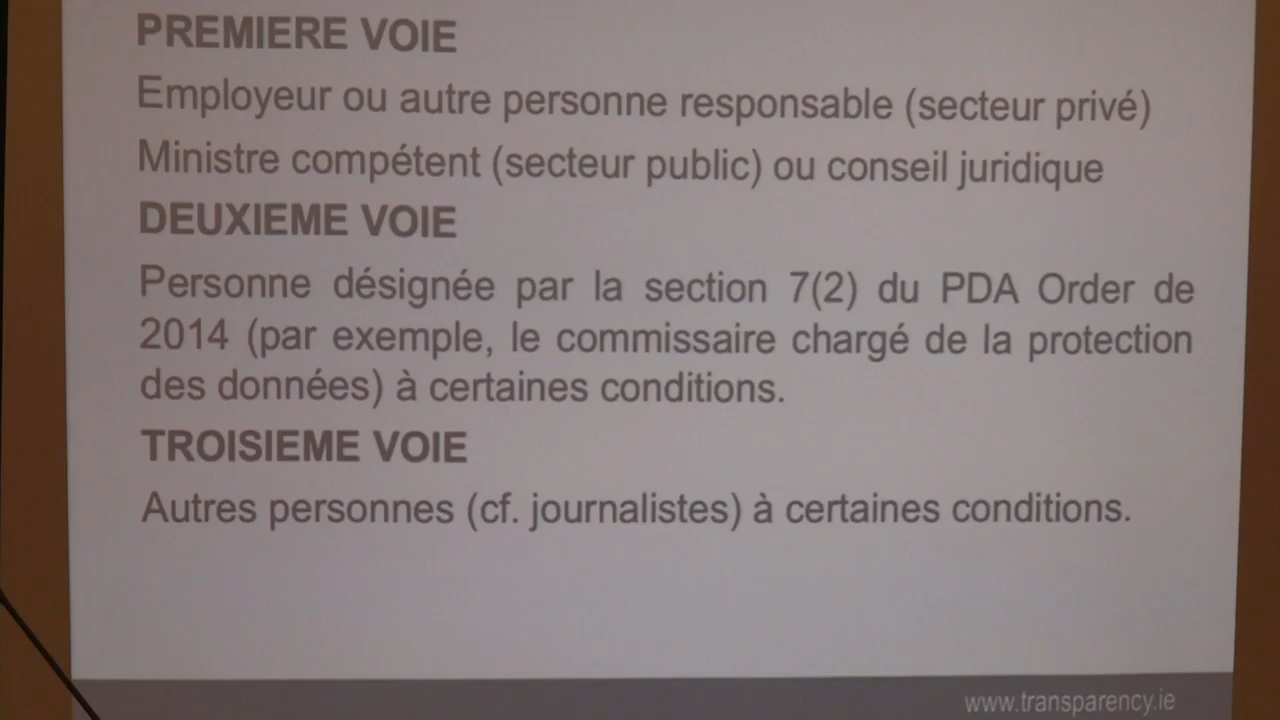 PREMIERE VOIE
Employeur ou autre personne responsable (secteur privé)
Ministre compétent (secteur public) ou conseil juridique
DEUXIEME VOIE
Personne désignée par la section 7(2) du PDA Order de
2014 (par exemple, le commissaire chargé de la protection
des données) à certaines conditions.
TROISIEME VOIE
Autres personnes (cf. journalistes) à certaines conditions.
www.transparency.ie